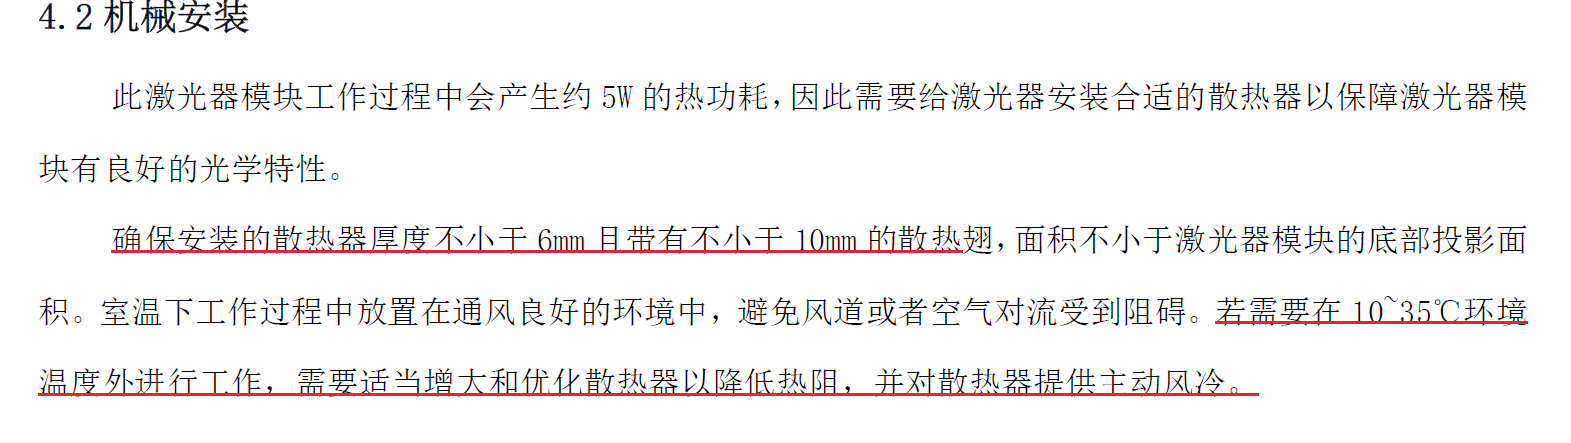 4.2 机械安装
此激光器模块工作过程中会产生约 5W 的热功耗,因此需要给激光器安装合适的散热器以保障激光器模
块有良好的光学特性。
确保安装的散热器厚度不小于 6mm 且带有不小于 10mm 的散热翅,面积不小于激光器模块的底部投影面
积。室温下工作过程中放置在通风良好的环境中，避免风道或者空气对流受到阻碍。若需要在 10~35℃环境
温度外进行工作，需要适当增大和优化散热器以降低热阻，并对散热器提供主动风冷。